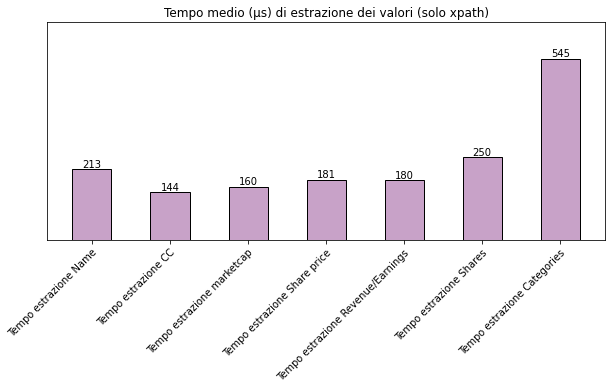 Tempo medio (µs) di estrazione dei valori (solo xpath)
213
144
160
181
180
250
545
Tempo estrazione Name
Tempo estrazione CC
Tempo estrazione marketcap
Tempo estrazione Share price
Tempo estrazione Revenue/Earnings
Tempo estrazione Shares
Tempo estrazione Categories